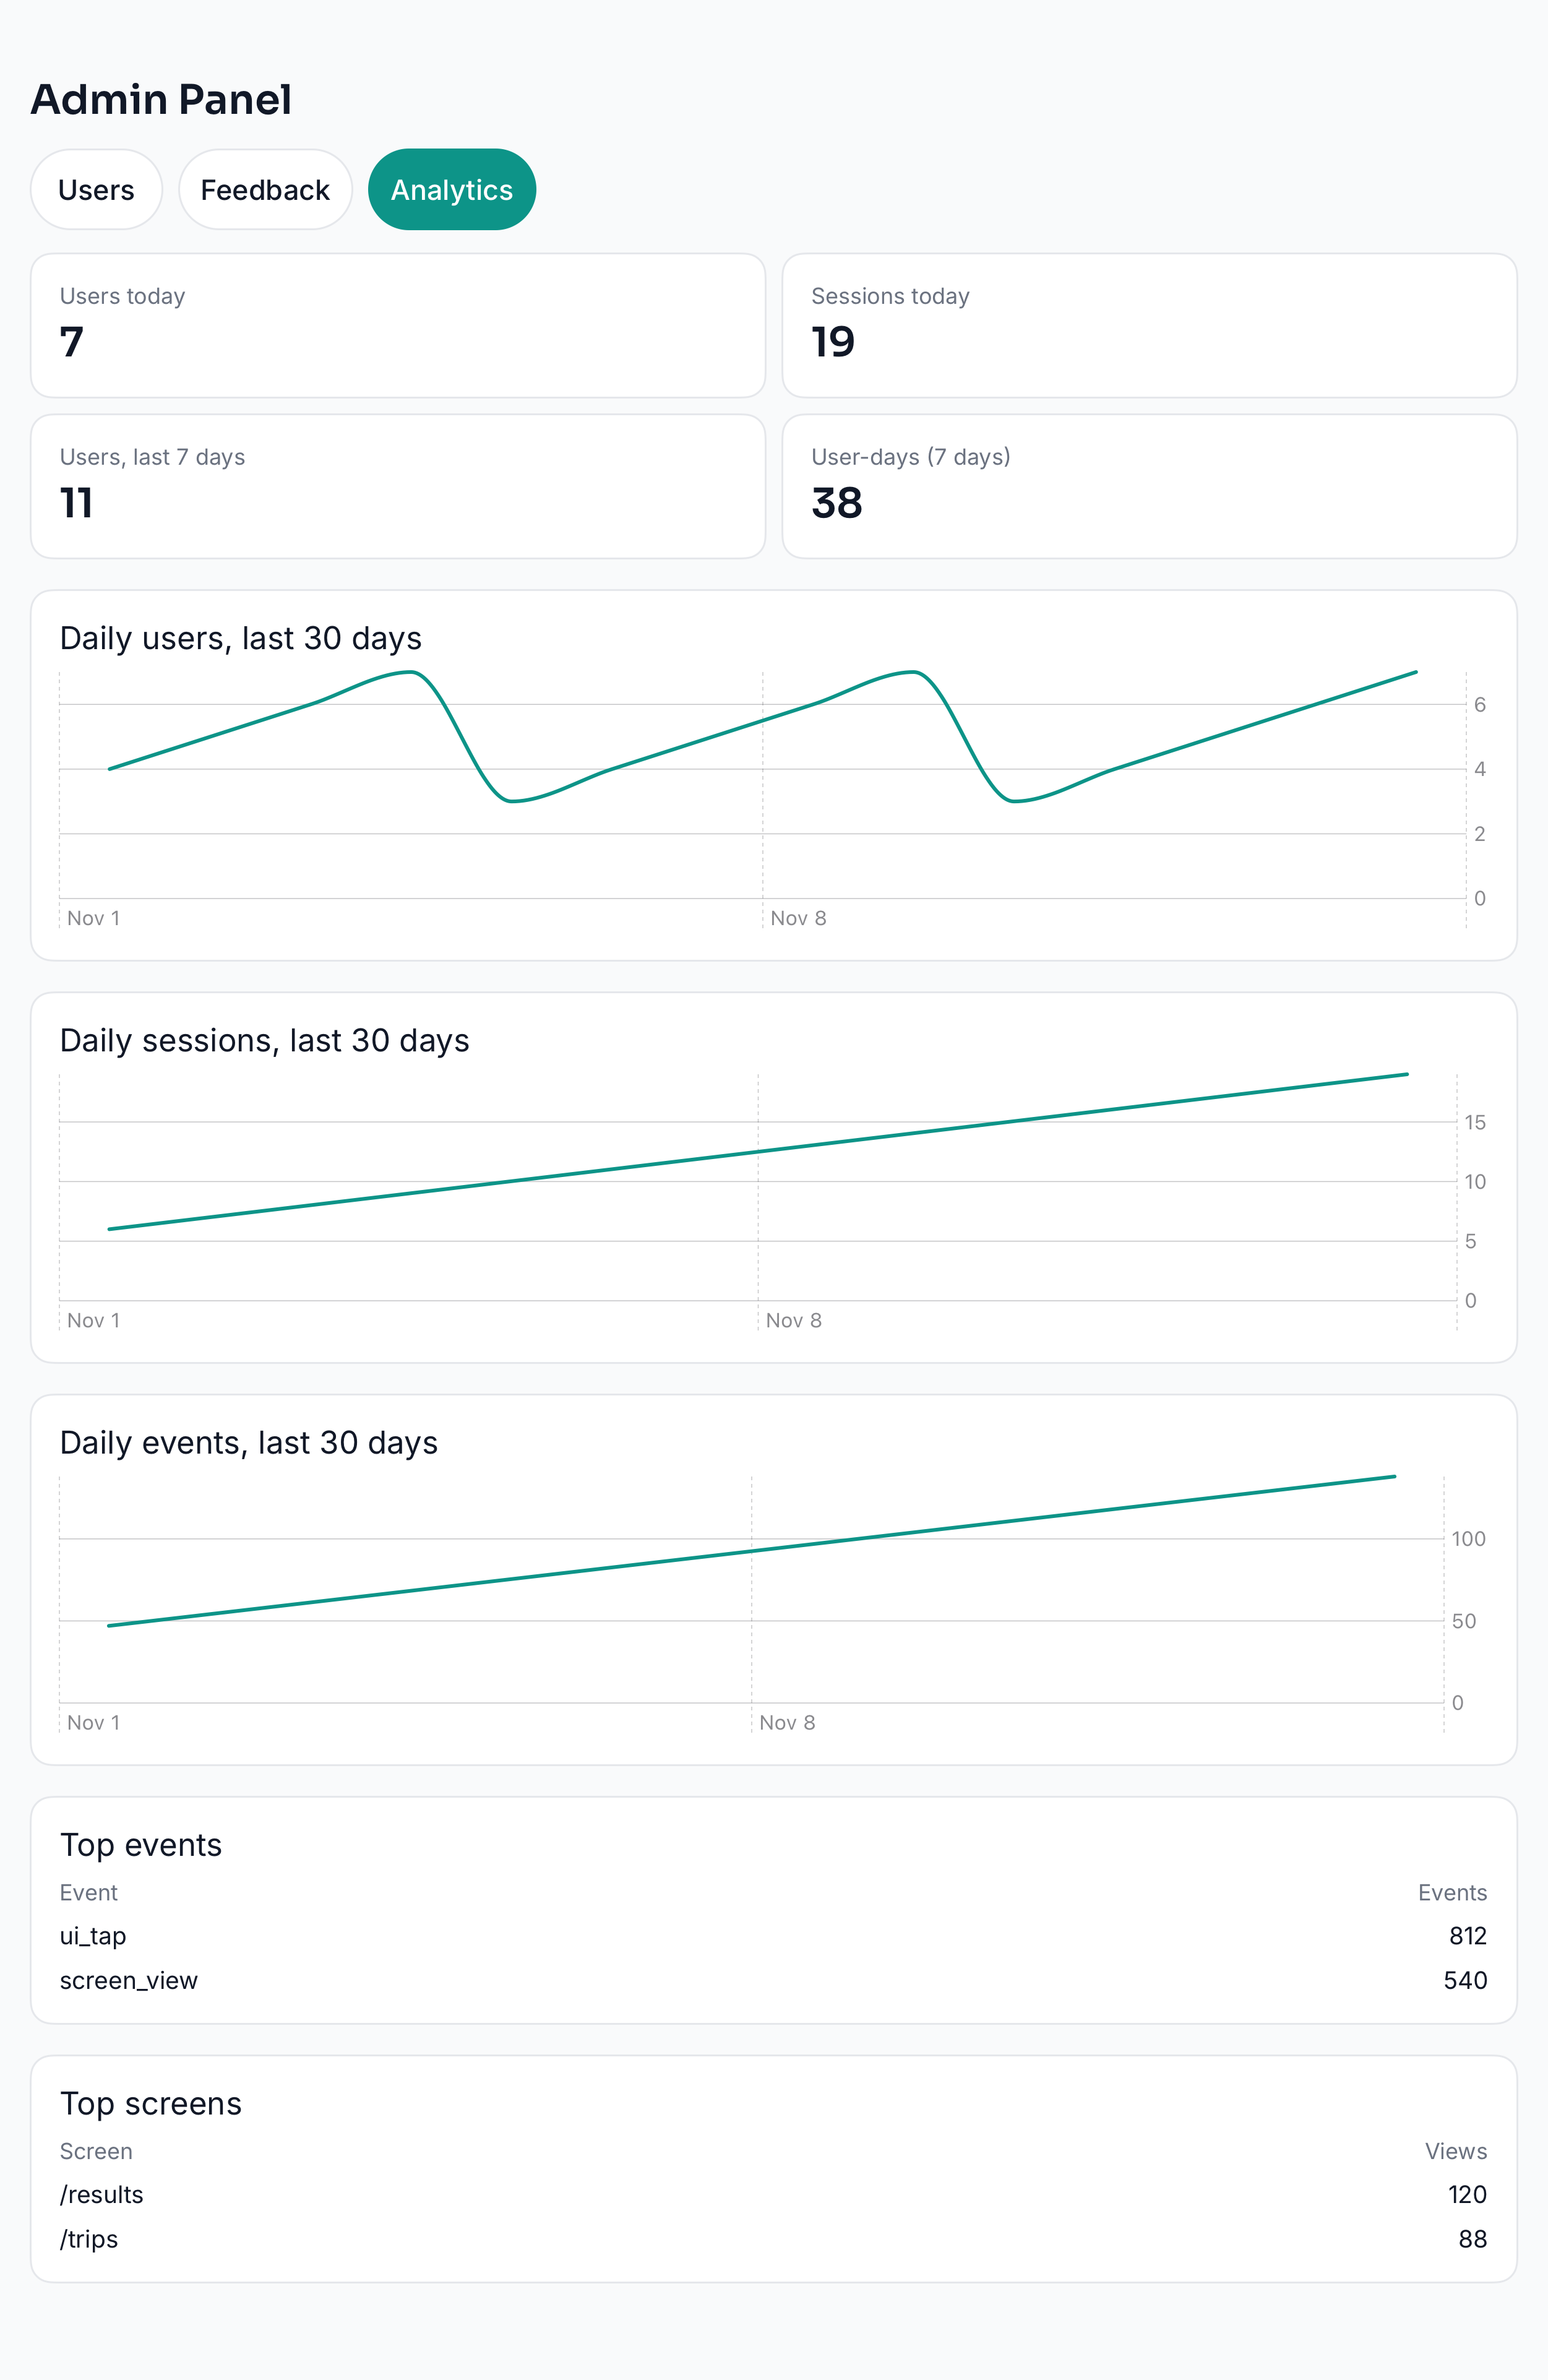 Admin Panel
Users
Feedback
Analytics
Users today
7
Sessions today
19
Users, last 7 days
11
User-days (7 days)
38
Daily users, last 30 days
6
4
2
0
Nov 1
Nov 8
Daily sessions, last 30 days
15
10
5
0
Nov 1
Nov 8
Daily events, last 30 days
100
50
0
Nov 1
Nov 8
Top events
Event Events
ui_tap 812
screen_view 540
Top screens
Screen Views
/results 120
/trips 88